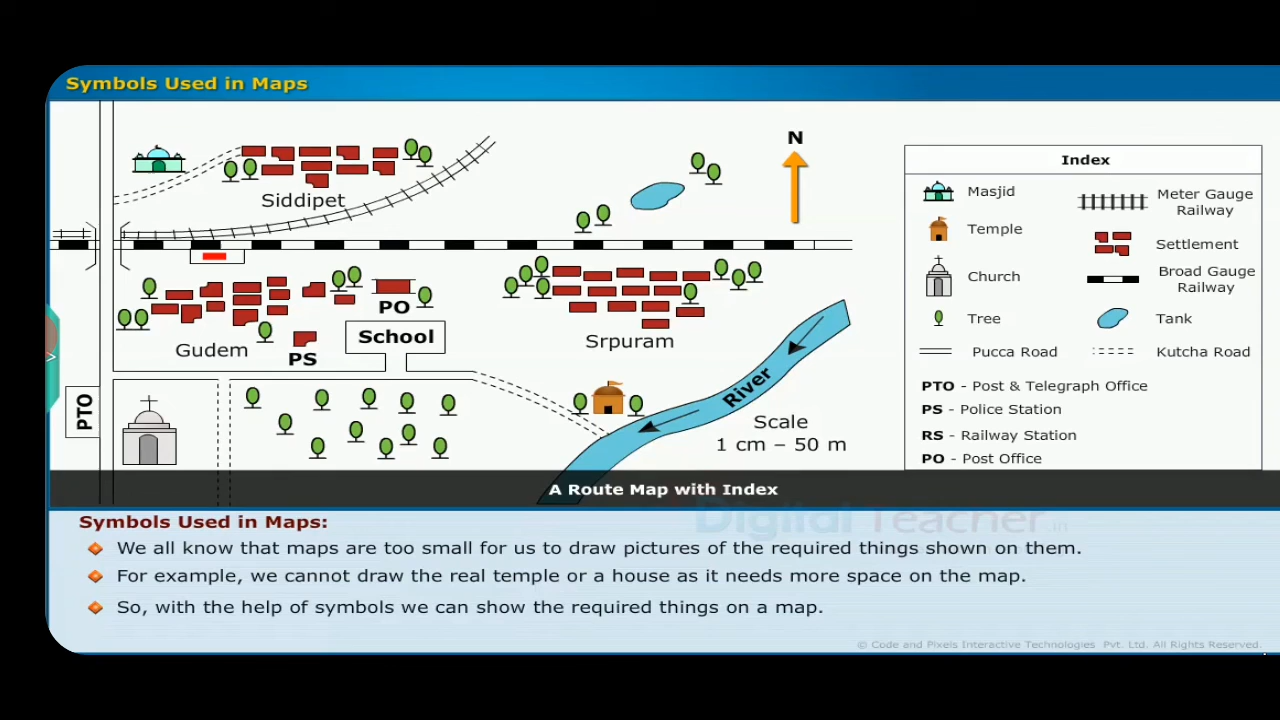 Symbols Used in Maps
N
Siddipet
PO
School
Gudem
PS
Srpuram
PTO
River
Scale
1 cm – 50 m
Index
Masjid
Meter Gauge
Railway
Temple
Settlement
Church
Broad Gauge
Railway
Tree
Tank
Pucca Road
Kutcha Road
PTO - Post & Telegraph Office
PS - Police Station
RS - Railway Station
PO - Post Office
A Route Map with Index
Digital Teacher.in
Symbols Used in Maps:
We all know that maps are too small for us to draw pictures of the required things shown on them.
For example, we cannot draw the real temple or a house as it needs more space on the map.
So, with the help of symbols we can show the required things on a map.
© Code and Pixels Interactive Technologies Pvt. Ltd. All Rights Reserved.